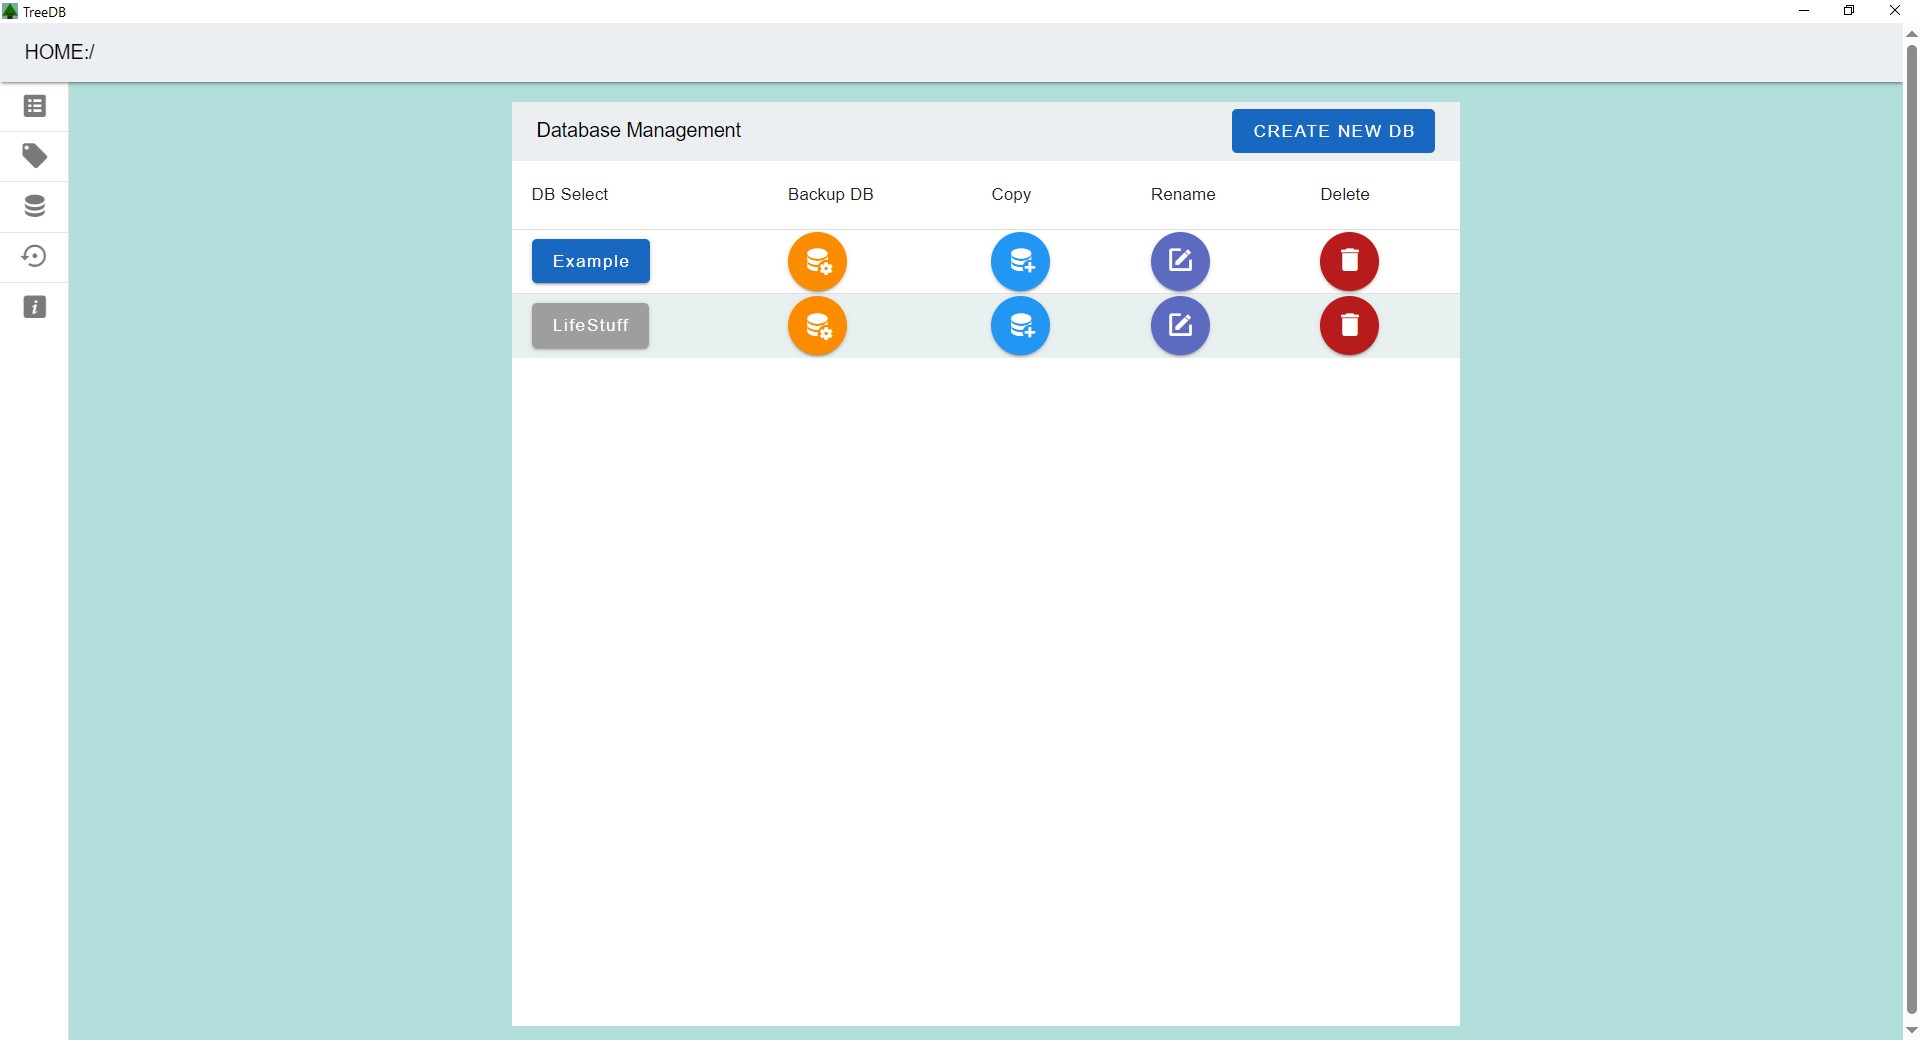 TreeDB
HOME:/
Database Management
CREATE NEW DB
DB Select
Backup DB
Copy
Rename
Delete
Example
LifeStuff